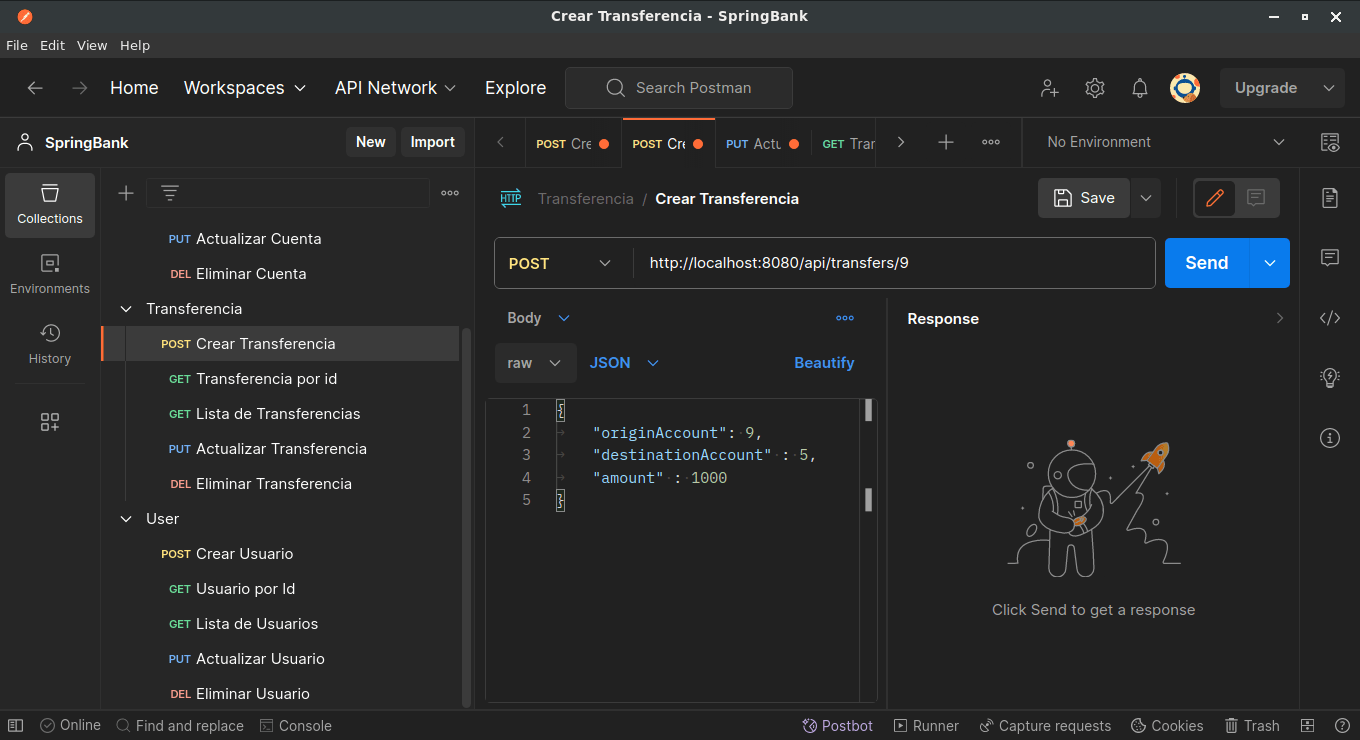 Crear Transferencia - SpringBank
File Edit View Help
Home Workspaces API Network Explore Search Postman Upgrade
SpringBank New Import
POST Cre POST Cre PUT Actu GET Tran No Environment
Collections
Environments
History
PUT Actualizar Cuenta
DEL Eliminar Cuenta
Transferencia
POST Crear Transferencia
GET Transferencia por id
GET Lista de Transferencias
PUT Actualizar Transferencia
DEL Eliminar Transferencia
User
POST Crear Usuario
GET Usuario por Id
GET Lista de Usuarios
PUT Actualizar Usuario
DEL Eliminar Usuario
HTTP Transferencia / Crear Transferencia Save
POST http://localhost:8080/api/transfers/9 Send
Body
raw JSON Beautify
1 {
2 "originAccount": 9,
3 "destinationAccount" : 5,
4 "amount" : 1000
5 }
Response
Click Send to get a response
Online Find and replace Console Postbot Runner Capture requests Cookies Trash